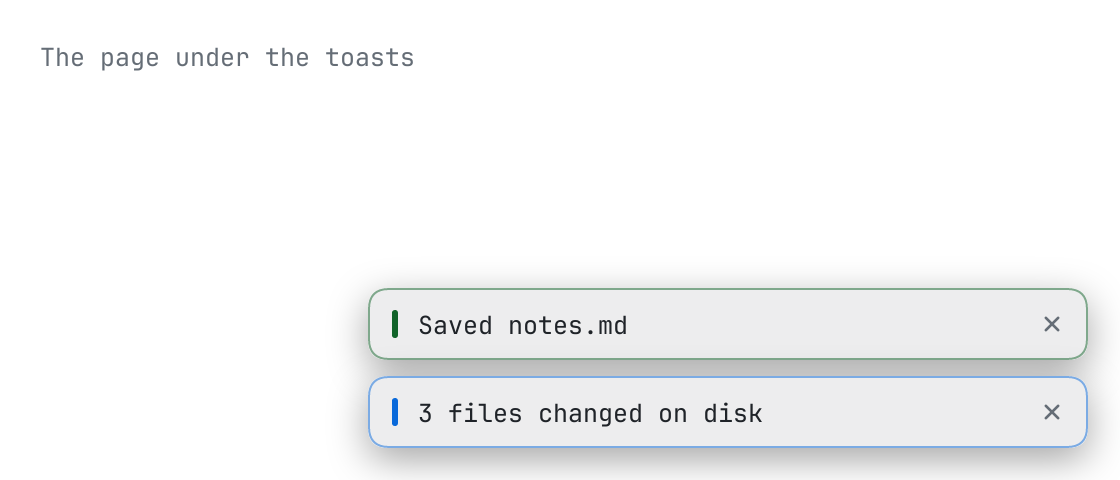 The page under the toasts
Saved notes.md
3 files changed on disk